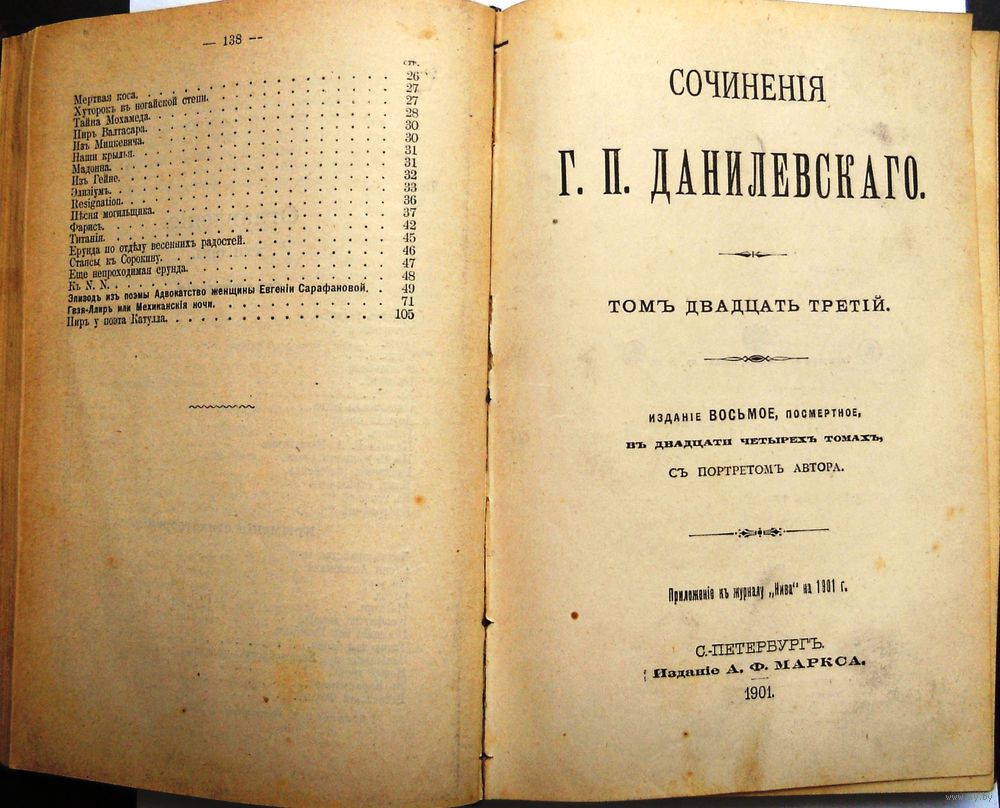 — 138 —
стр.
Мертвая коса. 26
Хуторокъ въ ногайской степи. 27
Тайна Мохамеда. 27
Пиръ Валтасара. 28
Изъ Мицкевича. 30
Наши крылья. 30
Мадонна. 31
Изъ Гейне. 31
Элизіумъ. 32
Resignation. 33
Пѣсня могильщика. 36
Фарисъ. 37
Титанія. 42
Ерунда по отдѣлу весеннихъ радостей. 45
Стансы къ Сорокину. 46
Еще непроходимая ерунда. 47
Къ N. N. 48
Эпизодъ изъ поэмы Адвокатство женщины Евгеніи Сарафановой. 49
Гвая-Ллиръ или Мехиканскія ночи. 71
Пиръ у поэта Катулла. 105
СОЧИНЕНІЯ
Г. П. ДАНИЛЕВСКАГО.
ТОМЪ ДВАДЦАТЬ ТРЕТІЙ.
ИЗДАНІЕ ВОСЬМОЕ, ПОСМЕРТНОЕ,
ВЪ ДВАДЦАТИ ЧЕТЫРЕХЪ ТОМАХЪ,
СЪ ПОРТРЕТОМЪ АВТОРА.
Приложеніе къ журналу „Нива“ на 1901 г.
С.-ПЕТЕРБУРГЪ.
Изданіе А. Ф. МАРКСА.
1901.